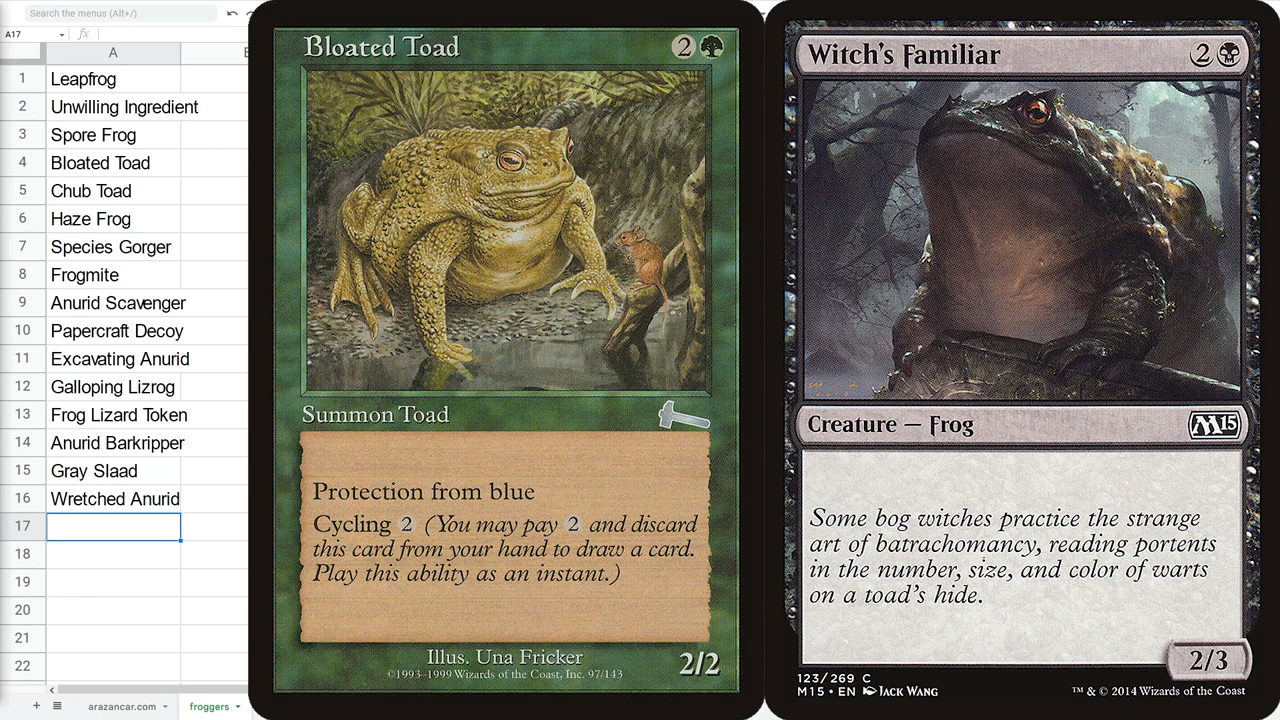 Search the menus (Alt+/)
A17
fx
A
1 Leapfrog
2 Unwilling Ingredient
3 Spore Frog
4 Bloated Toad
5 Chub Toad
6 Haze Frog
7 Species Gorger
8 Frogmite
9 Anurid Scavenger
10 Papercraft Decoy
11 Excavating Anurid
12 Galloping Lizrog
13 Frog Lizard Token
14 Anurid Barkripper
15 Gray Slaad
16 Wretched Anurid
17
18
19
20
21
22
arazancar.com
froggers
Bloated Toad 2
Summon Toad
Protection from blue
Cycling 2 (You may pay 2 and discard
this card from your hand to draw a card.
Play this ability as an instant.)
Illus. Una Fricker
©1993–1999 Wizards of the Coast, Inc. 97/143
2/2
Witch's Familiar 2
Creature — Frog
M15
Some bog witches practice the strange
art of batrachomancy, reading portents
in the number, size, and color of warts
on a toad's hide.
2/3
123/269 C
M15 • EN Jack Wang
™ & © 2014 Wizards of the Coast